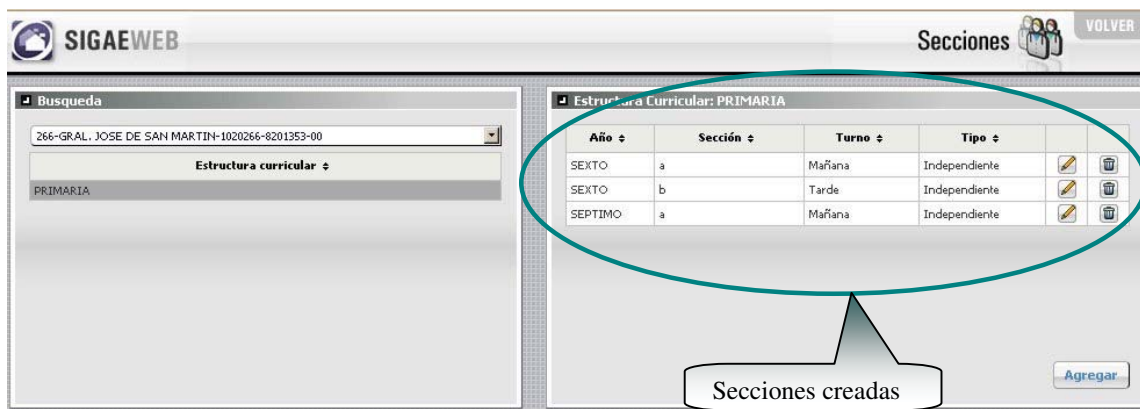 SIGAEWEB
Secciones
VOLVER
Busqueda
266-GRAL. JOSE DE SAN MARTIN-1020266-8201353-00
Estructura curricular
PRIMARIA
Estructura Curricular: PRIMARIA
Año Sección Turno Tipo
SEXTO a Mañana Independiente
SEXTO b Tarde Independiente
SEPTIMO a Mañana Independiente
Secciones creadas
Agregar